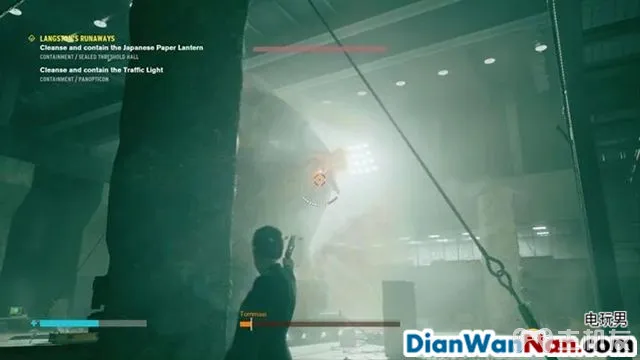 LANGSTON'S RUNAWAYS
Cleanse and contain the Japanese Paper Lantern
CONTAINMENT / SEALED THRESHOLD HALL
Cleanse and contain the Traffic Light
CONTAINMENT / PANOPTICON
Tommasi
电玩男
DianWanNan.com